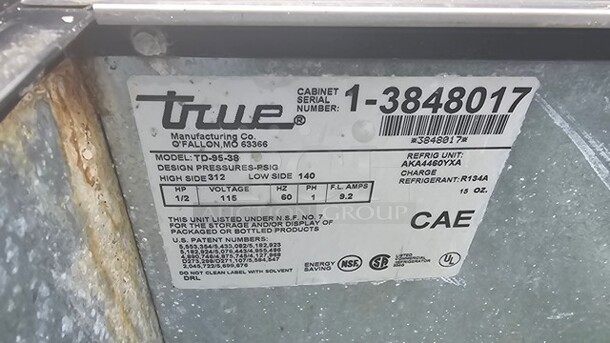 true®
Manufacturing Co.
O'FALLON, MO 63366
CABINET SERIAL NUMBER: 1-3848017
*3848017*
MODEL: TD-95-38
DESIGN PRESSURES-PSIG
HIGH SIDE 312 LOW SIDE 140
REFRIG UNIT:
AKA4460YXA
CHARGE
REFRIGERANT: R134A
15 OZ.
HP VOLTAGE HZ PH F.L. AMPS
1/2 115 60 1 9.2
GROUP
THIS UNIT LISTED UNDER N.S.F. NO. 7
FOR THE STORAGE AND/OR DISPLAY OF
PACKAGED OR BOTTLED PRODUCTS
CAE
U.S. PATENT NUMBERS:
DO NOT CLEAN LABEL WITH SOLVENT
DRL
ENERGY
SAVING
NSF
UL